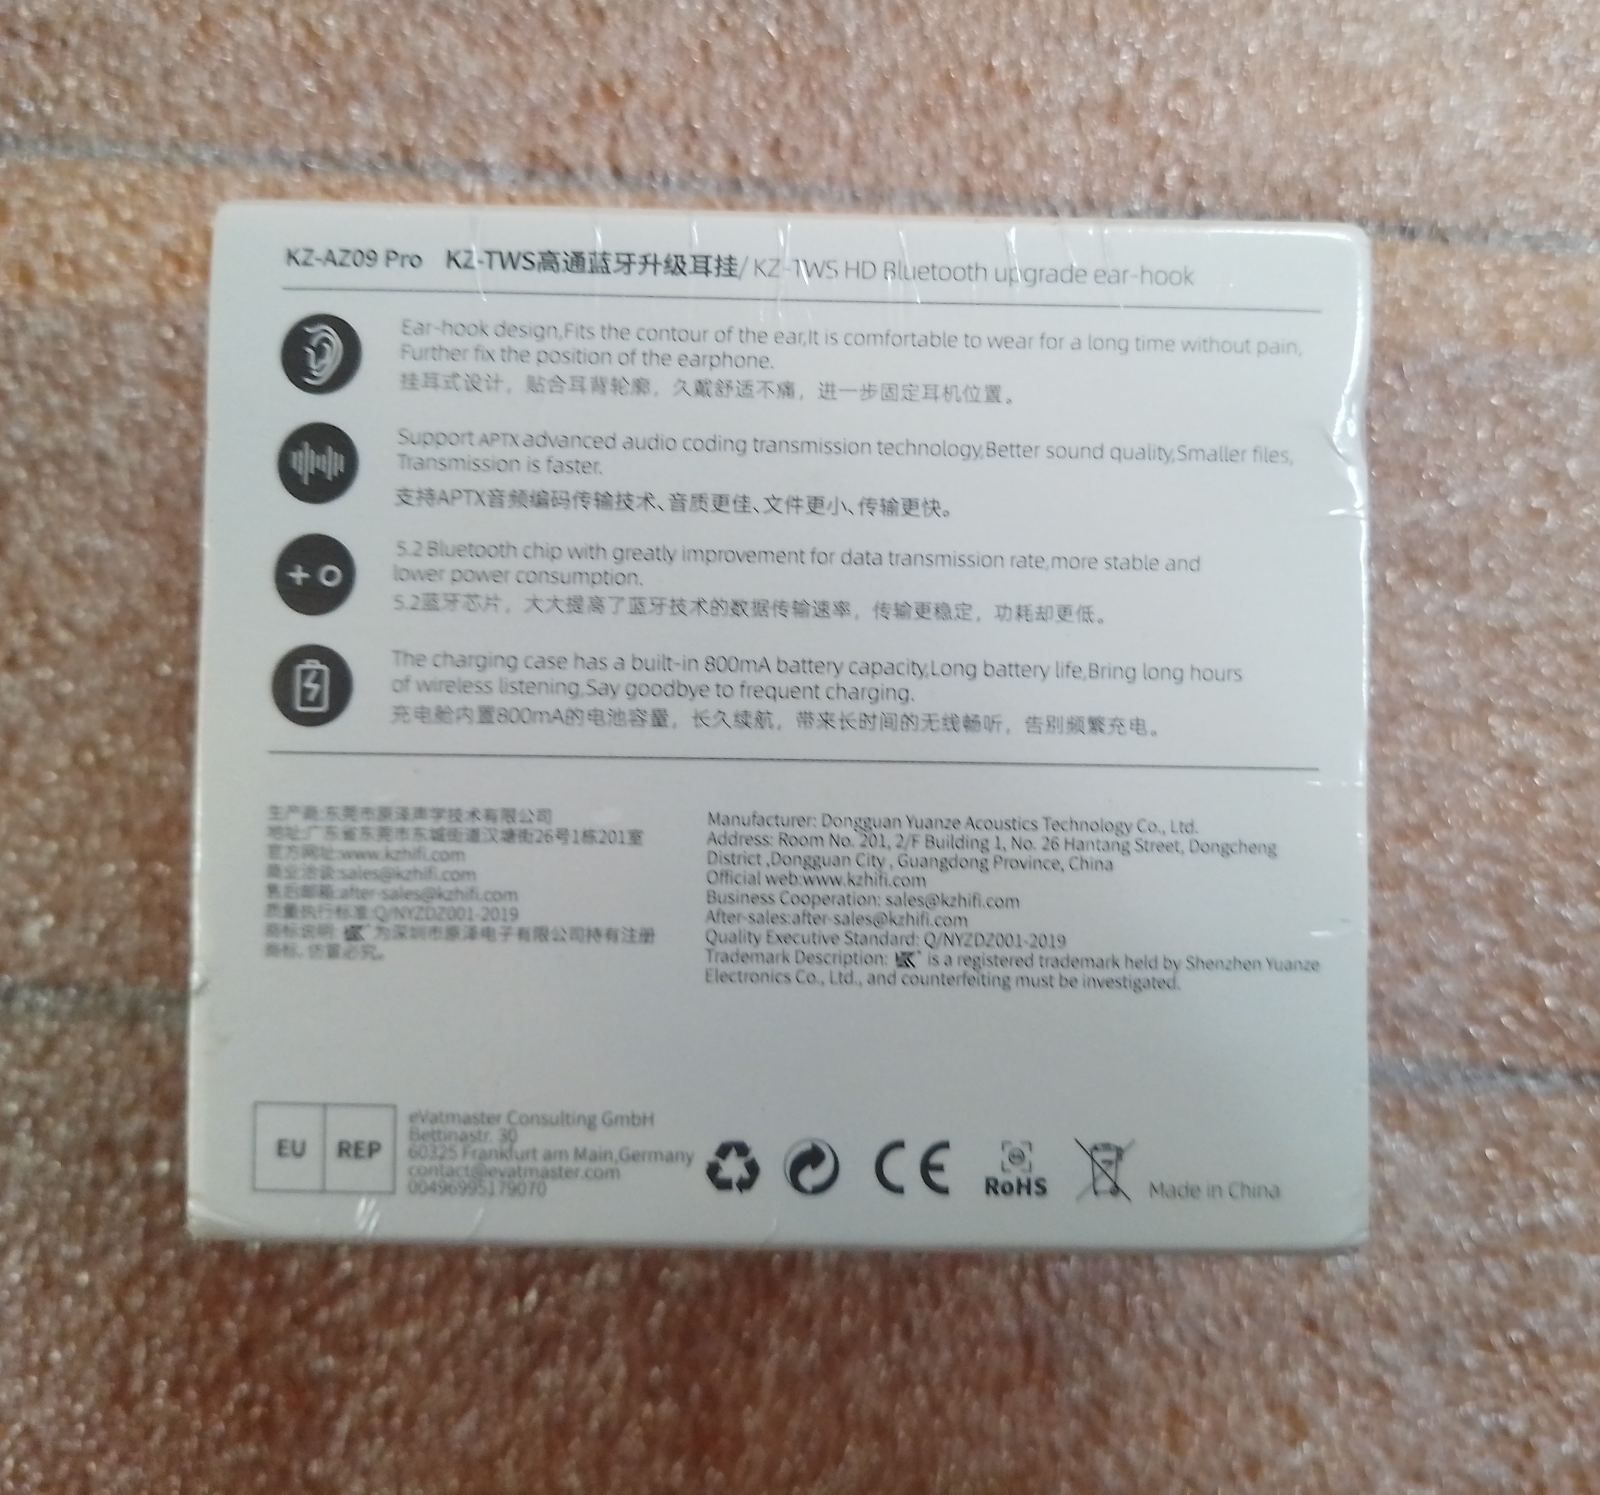 KZ-AZ09 Pro KZ-TWS高通蓝牙升级耳挂/ KZ-TWS HD Bluetooth upgrade ear-hook
Ear-hook design,Fits the contour of the ear,It is comfortable to wear for a long time without pain,
Further fix the position of the earphone.
挂耳式设计，贴合耳背轮廓，久戴舒适不痛，进一步固定耳机位置。
Support APTX advanced audio coding transmission technology,Better sound quality,Smaller files,
Transmission is faster.
支持APTX音频编码传输技术、音质更佳、文件更小、传输更快。
5.2 Bluetooth chip with greatly improvement for data transmission rate,more stable and
lower power consumption.
5.2蓝牙芯片，大大提高了蓝牙技术的数据传输速率，传输更稳定，功耗却更低。
The charging case has a built-in 800mA battery capacity,Long battery life,Bring long hours
of wireless listening,Say goodbye to frequent charging.
充电舱内置800mA的电池容量，长久续航，带来长时间的无线畅听，告别频繁充电。
生产商:东莞市原泽声学技术有限公司
地址:广东省东莞市东城街道汉塘街26号1栋201室
官方网址:www.kzhifi.com
商业洽谈:sales@kzhifi.com
售后邮箱:after-sales@kzhifi.com
质量执行标准:Q/NYZDZ001-2019
商标说明: 为深圳市原泽电子有限公司持有注册
商标、仿冒必究。
Manufacturer: Dongguan Yuanze Acoustics Technology Co., Ltd.
Address: Room No. 201, 2/F Building 1, No. 26 Hantang Street, Dongcheng
District ,Dongguan City , Guangdong Province, China
Official web:www.kzhifi.com
Business Cooperation: sales@kzhifi.com
After-sales:after-sales@kzhifi.com
Quality Executive Standard: Q/NYZDZ001-2019
Trademark Description: is a registered trademark held by Shenzhen Yuanze
Electronics Co., Ltd., and counterfeiting must be investigated.
EU REP
eVatmaster Consulting GmbH
Bettinastr. 30
60325 Frankfurt am Main,Germany
contact@evatmaster.com
00496995179070
CE
RoHS
Made in China